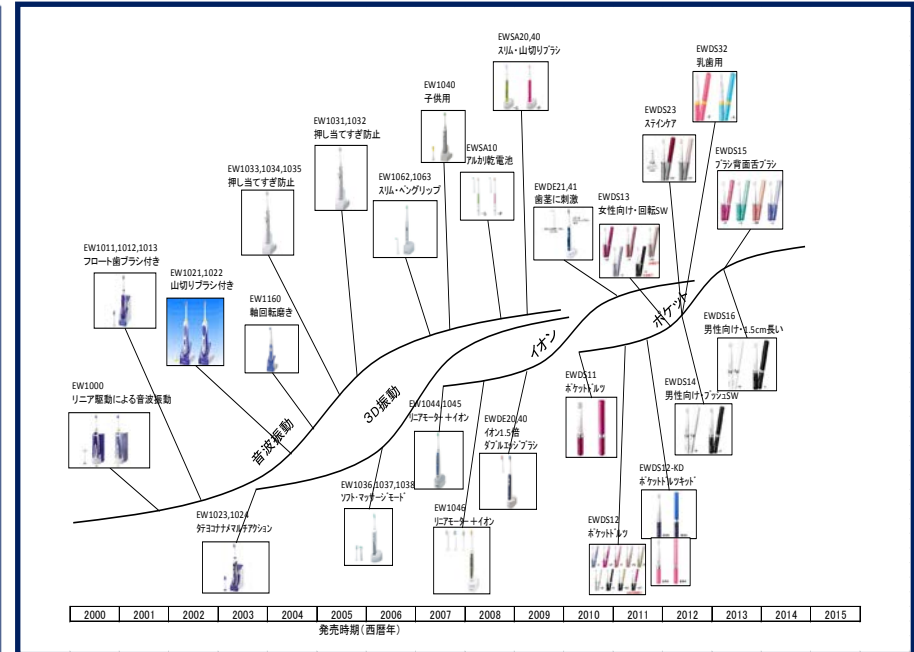 EWSA20,40
スリム・山切りブラシ
EWDS32
乳歯用
EW1040
子供用
EWDS23
ステインケア
EW1031,1032
押し当てすぎ防止
EWSA10
アルカリ乾電池
EWDS15
ブラシ背面舌ブラシ
EW1033,1034,1035
押し当てすぎ防止
EW1062,1063
スリム・ペングリップ
EWDE21,41
歯茎に刺激
EWDS13
女性向け・回転SW
EW1011,1012,1013
フロート歯ブラシ付き
EW1021,1022
山切りブラシ付き
EW1160
軸回転磨き
ポケット
EWDS16
男性向け・1.5cm長い
イオン
EW1000
リニア駆動による音波振動
3D振動
音波振動
EWDS11
ポケットドルツ
EWDS14
男性向け・プッシュSW
EW1044,1045
リニアモーター+イオン
EWDE20,40
イオン1.5倍
ダブルエッジブラシ
EWDS12-KD
ポケットドルツキッド
EW1036,1037,1038
ソフト・マッサージモード
EW1023,1024
タテヨコナナメマルチアクション
EW1046
リニアモーター+イオン
EWDS12
ポケットドルツ
2000 2001 2002 2003 2004 2005 2006 2007 2008 2009 2010 2011 2012 2013 2014 2015
発売時期(西暦年)